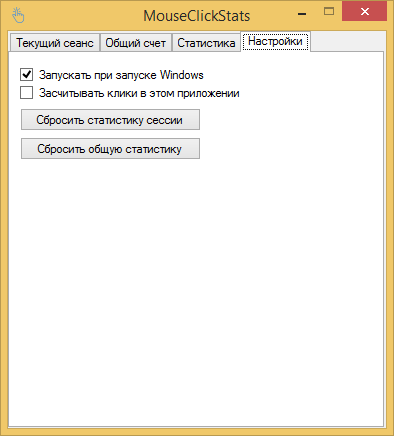 MouseClickStats
Текущий сеанс Общий счет Статистика Настройки
Запускать при запуске Windows
Засчитывать клики в этом приложении
Сбросить статистику сессии
Сбросить общую статистику